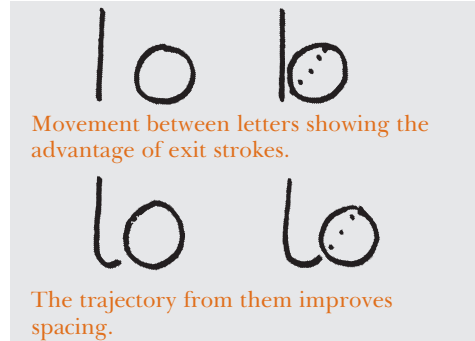 lo lo
Movement between letters showing the
advantage of exit strokes.
lo lo
The trajectory from them improves
spacing.